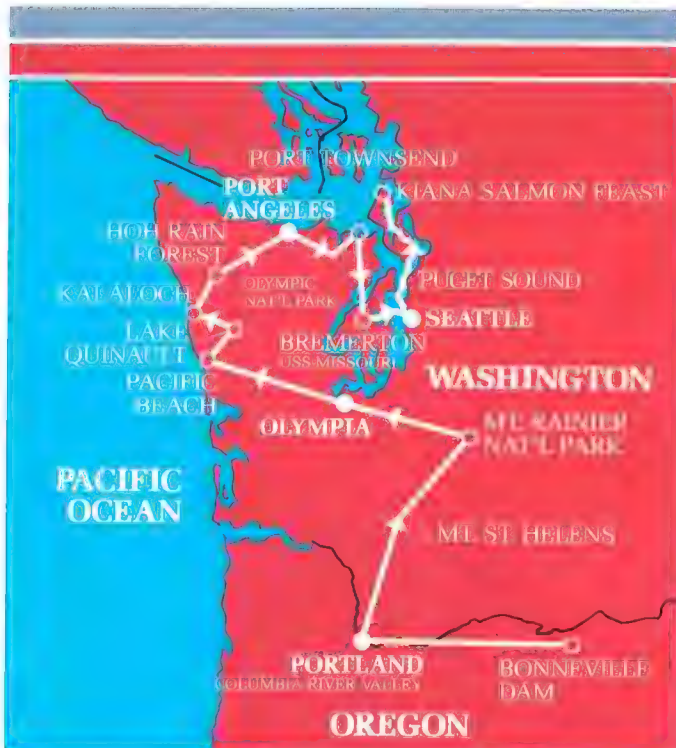 PORT TOWNSEND
KIANA SALMON FEAST
PORT
ANGELES
HOH RAIN
FOREST
OLYMPIC
NAT'L PARK
PUGET SOUND
KALALOCH
SEATTLE
LAKE
QUINAULT
BREMERTON
USS MISSOURI
PACIFIC
BEACH
WASHINGTON
OLYMPIA
MT. RAINIER
NAT'L PARK
PACIFIC
OCEAN
MT. ST. HELENS
PORTLAND
COLUMBIA RIVER VALLEY
BONNEVILLE
DAM
OREGON